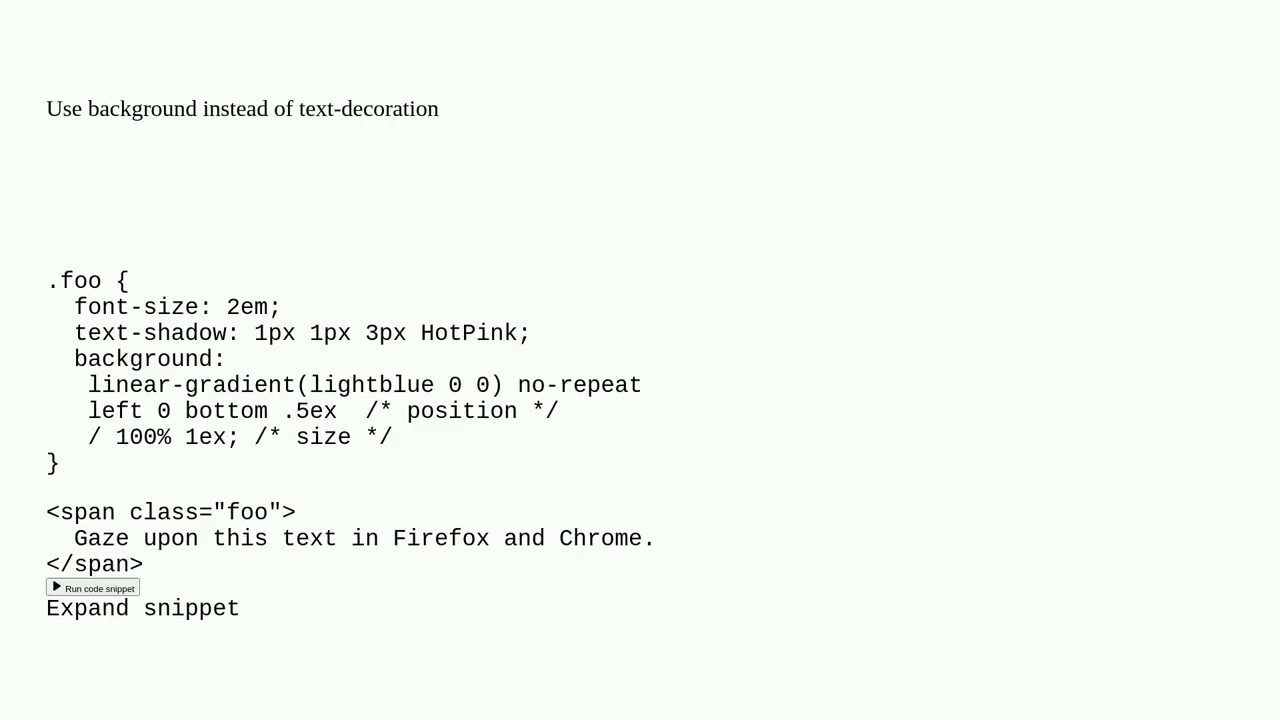 Use background instead of text-decoration
.foo {
  font-size: 2em;
  text-shadow: 1px 1px 3px HotPink;
  background:
   linear-gradient(lightblue 0 0) no-repeat
   left 0 bottom .5ex  /* position */
   / 100% 1ex; /* size */
}
<span class="foo">
  Gaze upon this text in Firefox and Chrome.
</span>
Run code snippet
Expand snippet